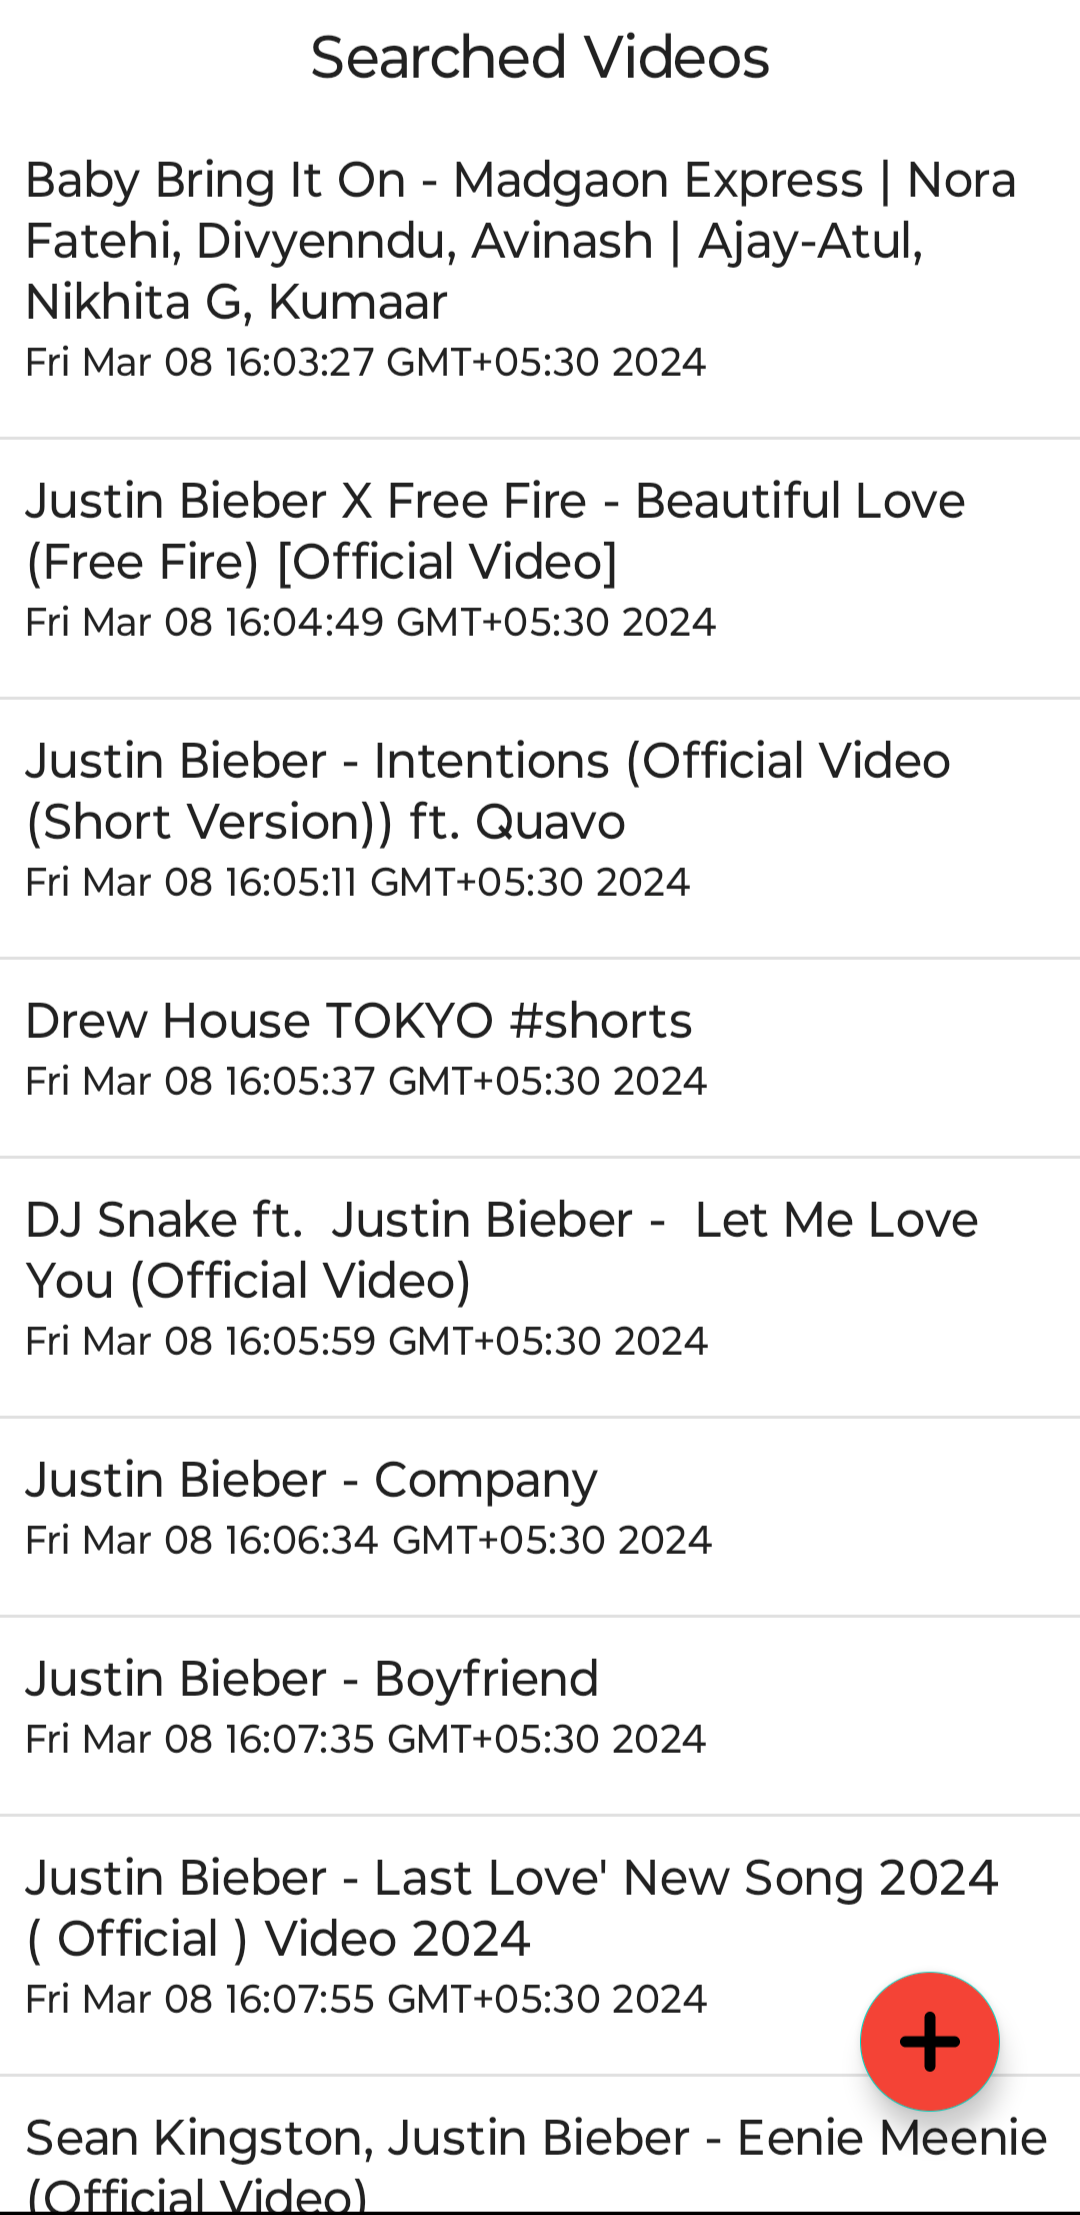 Searched Videos
Baby Bring It On - Madgaon Express | Nora
Fatehi, Divyenndu, Avinash | Ajay-Atul,
Nikhita G, Kumaar
Fri Mar 08 16:03:27 GMT+05:30 2024
Justin Bieber X Free Fire - Beautiful Love
(Free Fire) [Official Video]
Fri Mar 08 16:04:49 GMT+05:30 2024
Justin Bieber - Intentions (Official Video
(Short Version)) ft. Quavo
Fri Mar 08 16:05:11 GMT+05:30 2024
Drew House TOKYO #shorts
Fri Mar 08 16:05:37 GMT+05:30 2024
DJ Snake ft.  Justin Bieber -  Let Me Love
You (Official Video)
Fri Mar 08 16:05:59 GMT+05:30 2024
Justin Bieber - Company
Fri Mar 08 16:06:34 GMT+05:30 2024
Justin Bieber - Boyfriend
Fri Mar 08 16:07:35 GMT+05:30 2024
Justin Bieber - Last Love' New Song 2024
( Official ) Video 2024
Fri Mar 08 16:07:55 GMT+05:30 2024
Sean Kingston, Justin Bieber - Eenie Meenie
(Official Video)